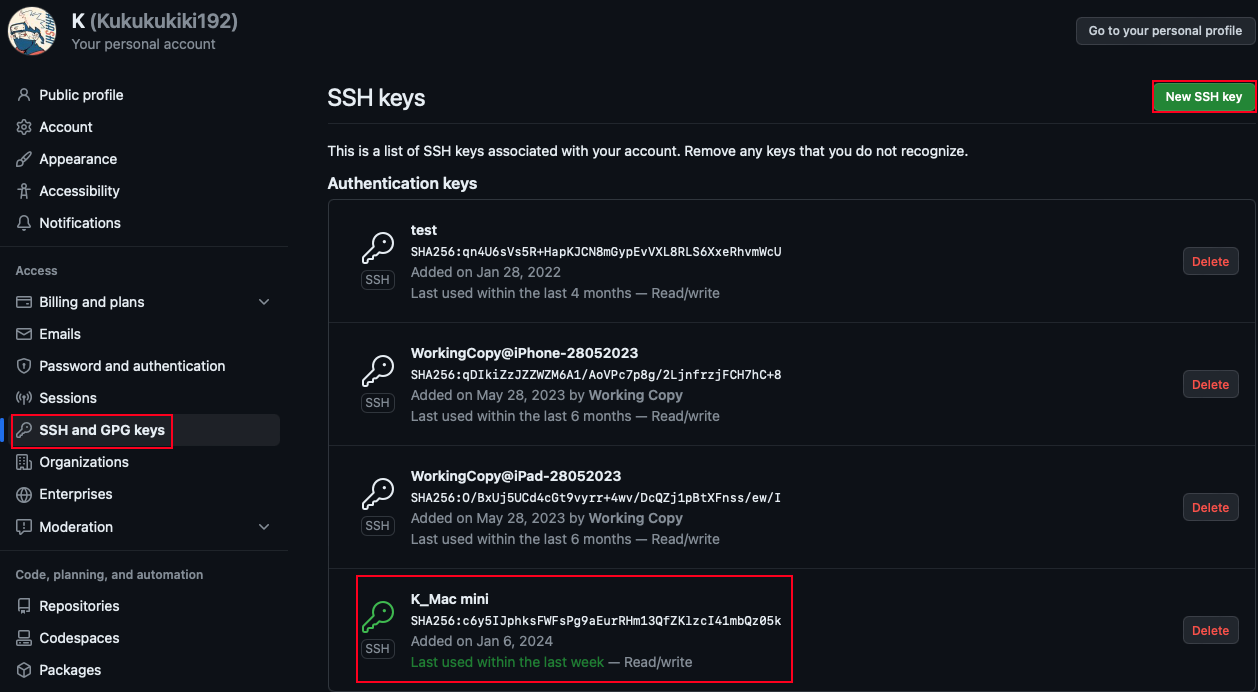 K (Kukukukiki192)
Your personal account
Go to your personal profile
Public profile
Account
Appearance
Accessibility
Notifications
Access
Billing and plans
Emails
Password and authentication
Sessions
SSH and GPG keys
Organizations
Enterprises
Moderation
Code, planning, and automation
Repositories
Codespaces
Packages
SSH keys
New SSH key
This is a list of SSH keys associated with your account. Remove any keys that you do not recognize.
Authentication keys
test
SHA256:qn4U6sVs5R+HapKJCN8mGypEvVXL8RLS6XxeRhvmWcU
Added on Jan 28, 2022
Last used within the last 4 months — Read/write
SSH
Delete
WorkingCopy@iPhone-28052023
SHA256:qDIkiZzJZZWZM6A1/AoVPc7p8g/2LjnfrzjFCH7hC+8
Added on May 28, 2023 by Working Copy
Last used within the last 6 months — Read/write
SSH
Delete
WorkingCopy@iPad-28052023
SHA256:O/BxUj5UCd4cGt9vyrr+4wv/DcQZj1pBtXFnss/ew/I
Added on May 28, 2023 by Working Copy
Last used within the last 6 months — Read/write
SSH
Delete
K_Mac mini
SHA256:c6y5IJphksFWFsPg9aEurRHm13QfZKlzcI41mbQz05k
Added on Jan 6, 2024
Last used within the last week — Read/write
SSH
Delete